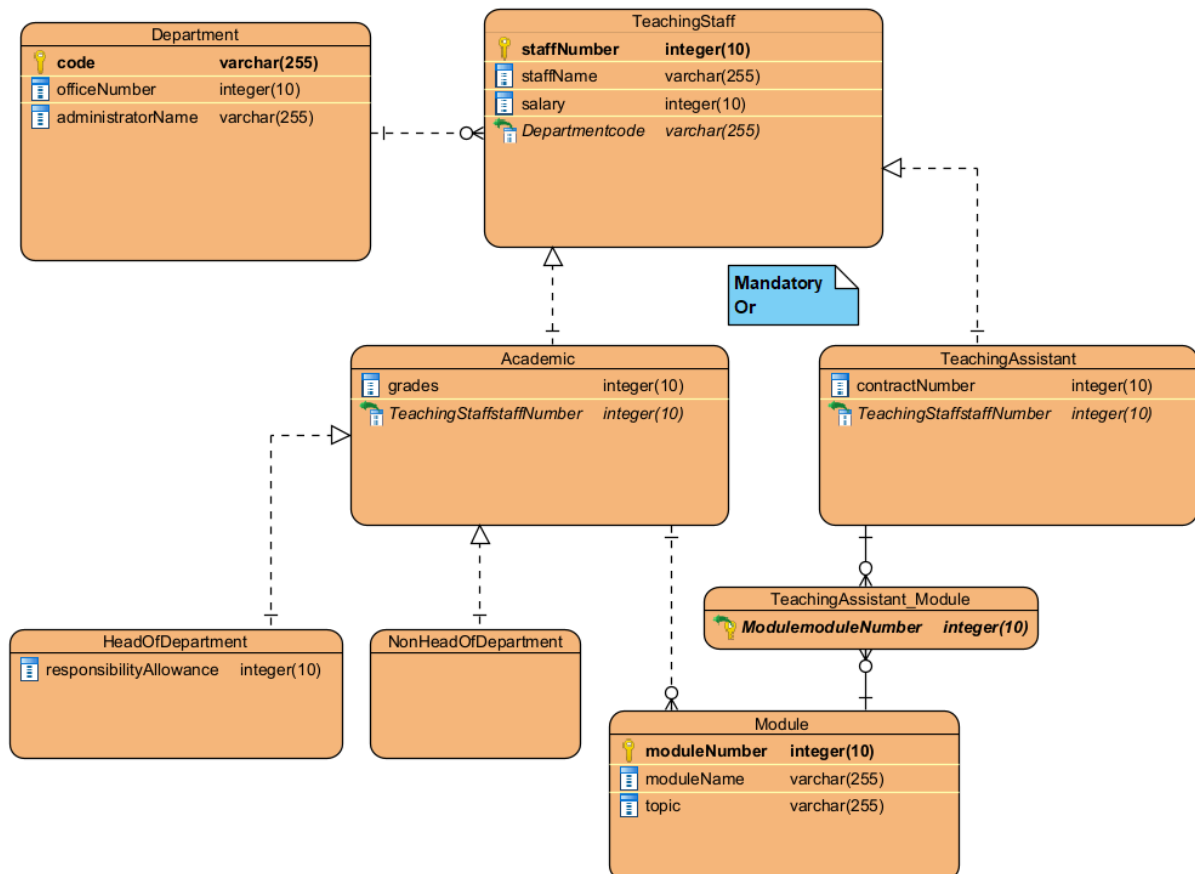 Department
code varchar(255)
officeNumber integer(10)
administratorName varchar(255)
TeachingStaff
staffNumber integer(10)
staffName varchar(255)
salary integer(10)
Departmentcode varchar(255)
Mandatory
Or
Academic
grades integer(10)
TeachingStaffstaffNumber integer(10)
TeachingAssistant
contractNumber integer(10)
TeachingStaffstaffNumber integer(10)
HeadOfDepartment
responsibilityAllowance integer(10)
NonHeadOfDepartment
TeachingAssistant_Module
ModulemoduleNumber integer(10)
Module
moduleNumber integer(10)
moduleName varchar(255)
topic varchar(255)